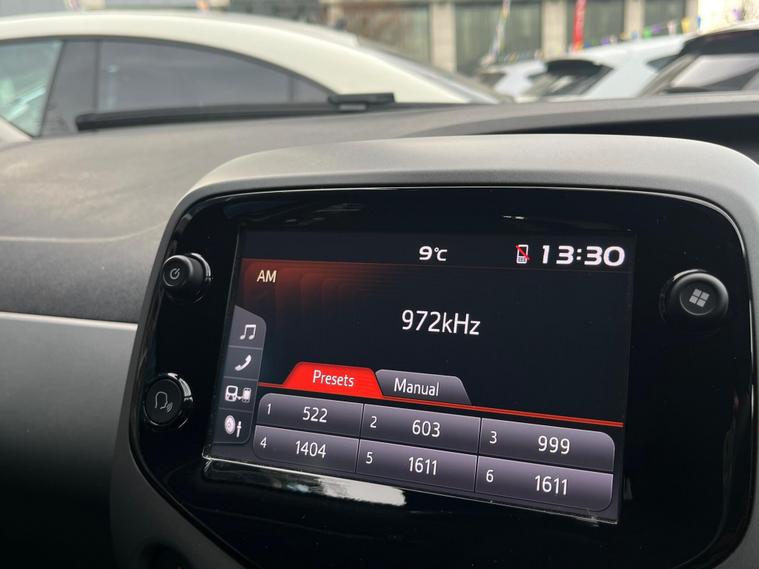 9℃ 13:30
AM
972kHz
Presets Manual
1 522 2 603 3 999
4 1404 5 1611 6 1611